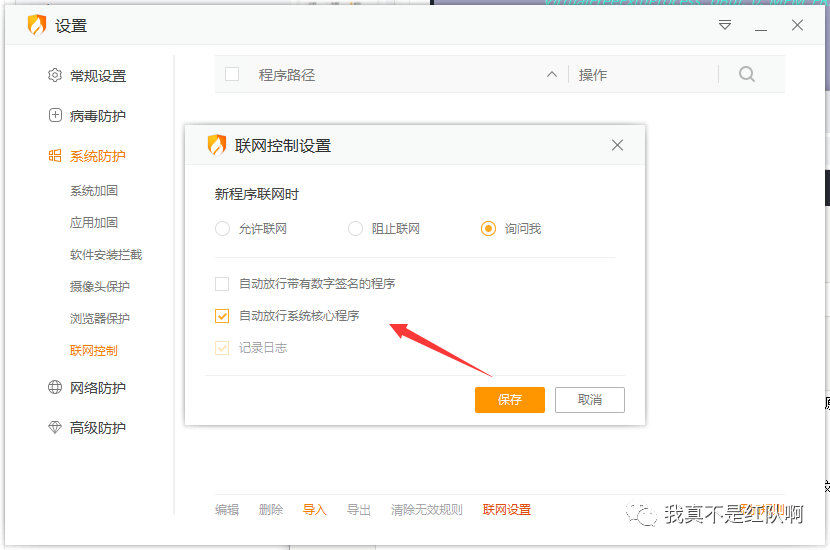 设置
常规设置
病毒防护
系统防护
系统加固
应用加固
软件安装拦截
摄像头保护
浏览器保护
联网控制
网络防护
高级防护
程序路径 操作
联网控制设置
新程序联网时
允许联网 阻止联网 询问我
自动放行带有数字签名的程序
自动放行系统核心程序
记录日志
保存 取消
编辑 删除 导入 导出 清除无效规则 联网设置
我真不是红队啊